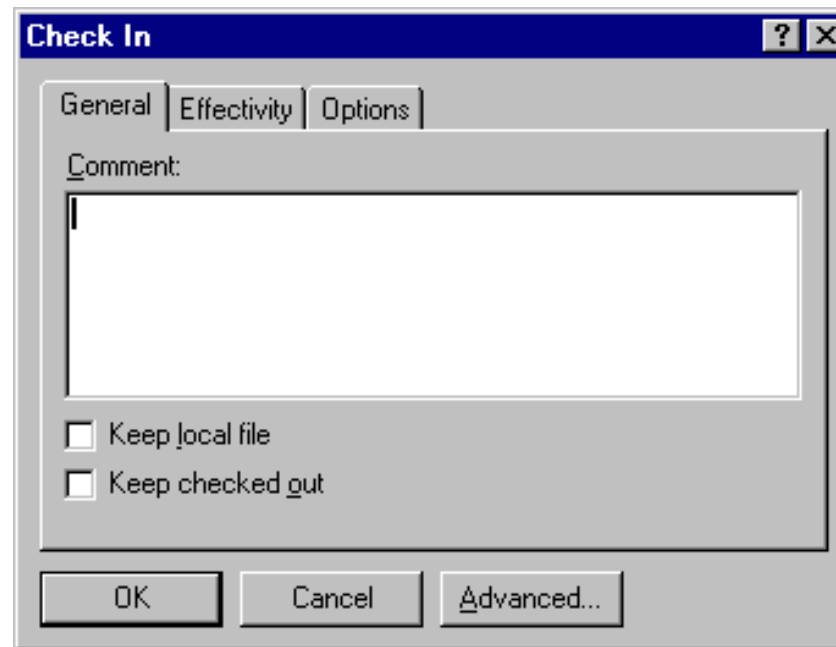 Check In
General Effectivity Options
Comment:
Keep local file
Keep checked out
OK Cancel Advanced...